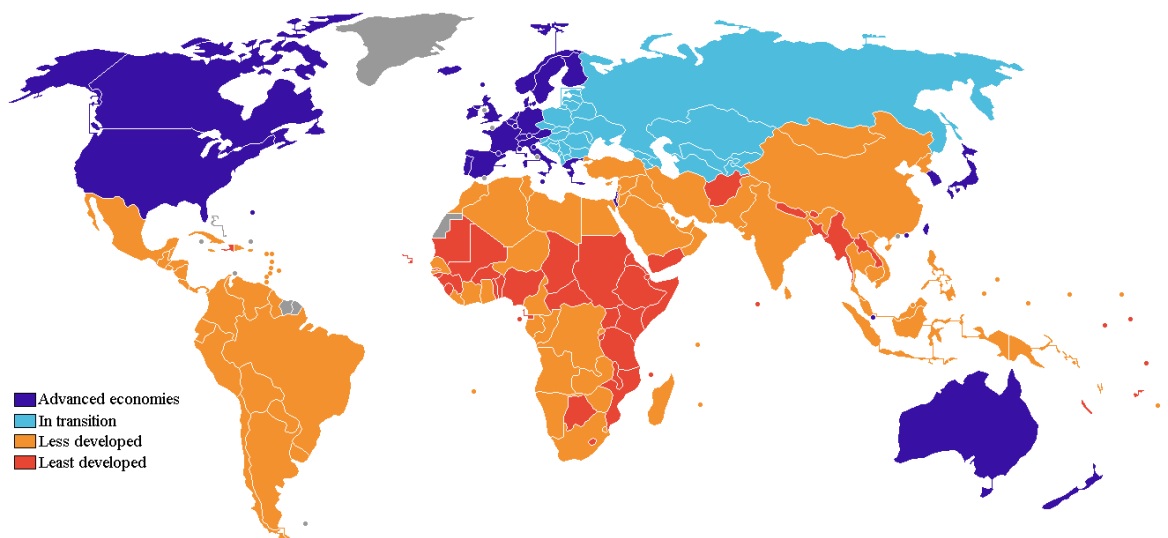 Advanced economies
In transition
Less developed
Least developed